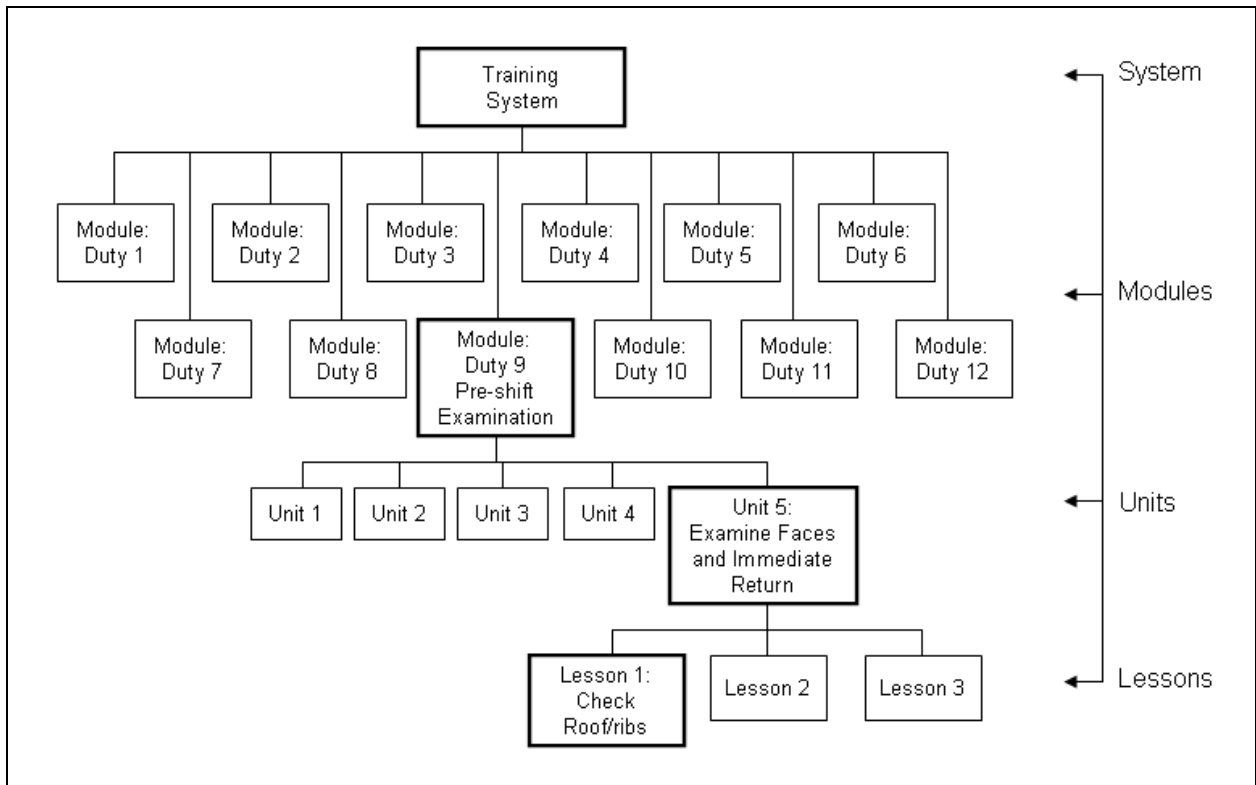 Training
System
System
Module:
Duty 1
Module:
Duty 2
Module:
Duty 3
Module:
Duty 4
Module:
Duty 5
Module:
Duty 6
Modules
Module:
Duty 7
Module:
Duty 8
Module:
Duty 9
Pre-shift
Examination
Module:
Duty 10
Module:
Duty 11
Module:
Duty 12
Unit 1
Unit 2
Unit 3
Unit 4
Unit 5:
Examine Faces
and Immediate
Return
Units
Lesson 1:
Check
Roof/ribs
Lesson 2
Lesson 3
Lessons